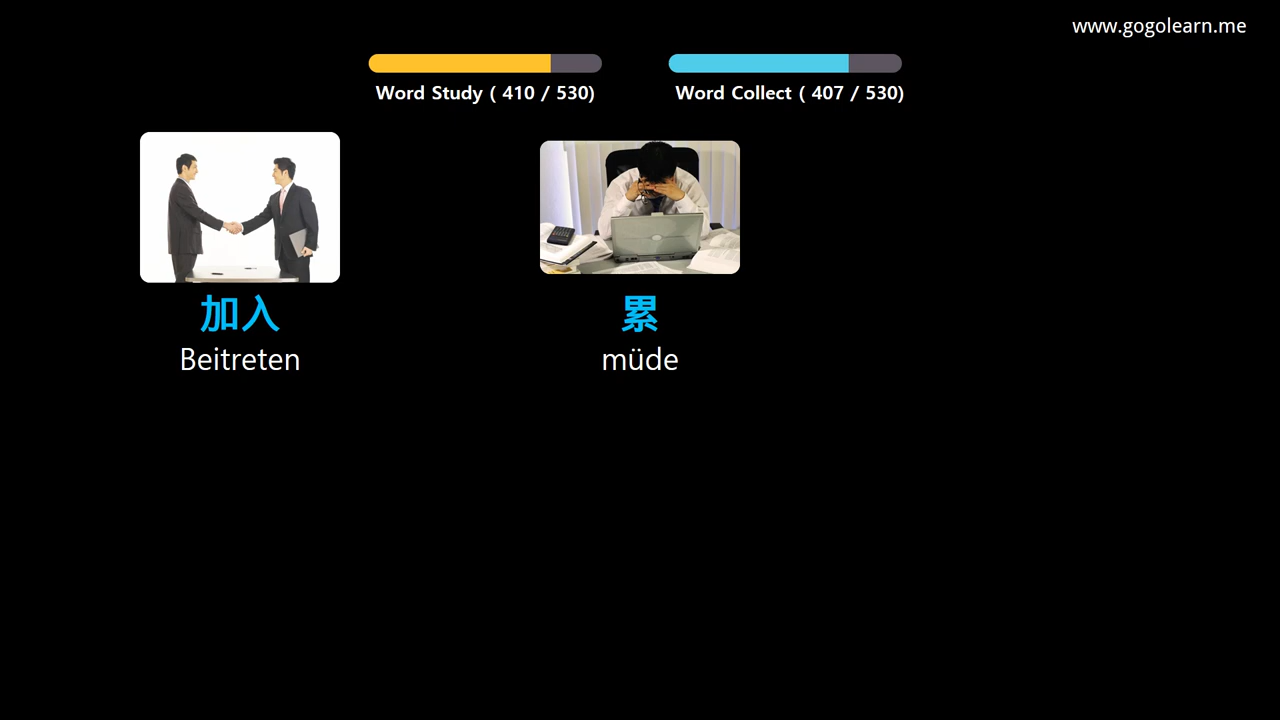 www.gogolearn.me
Word Study ( 410 / 530)
Word Collect ( 407 / 530)
加入
Beitreten
累
müde